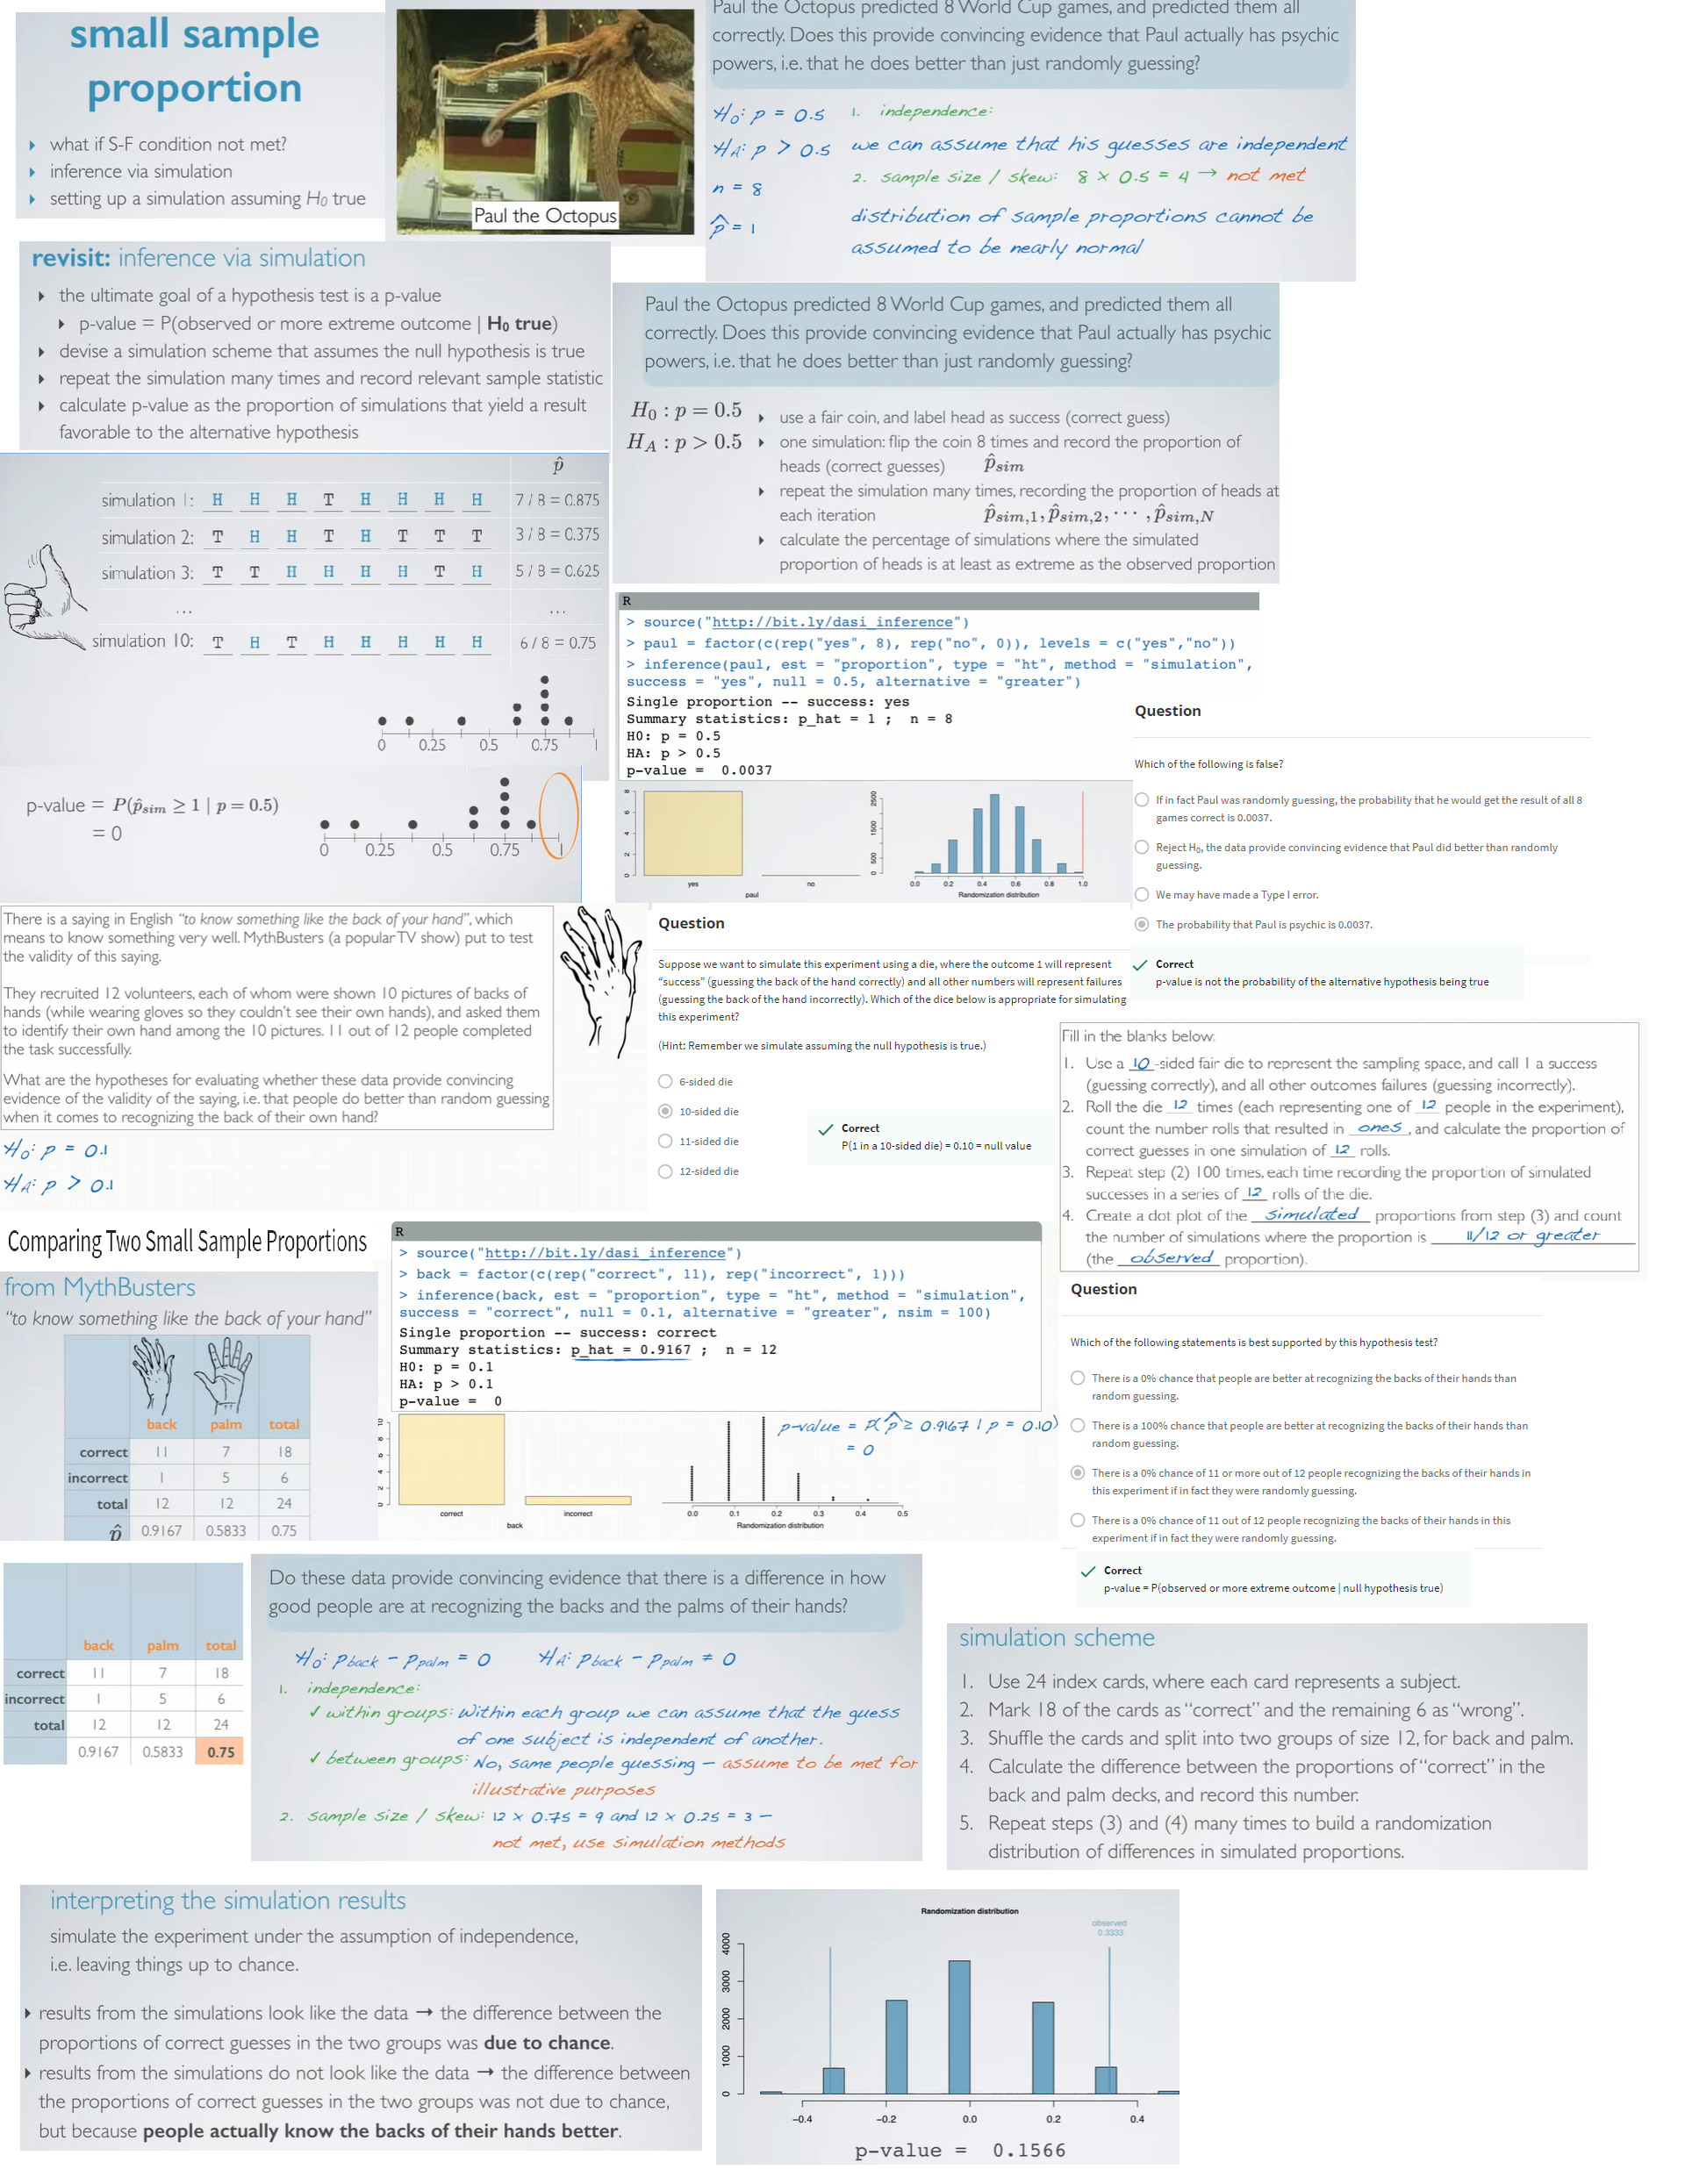 small sample
proportion
what if S-F condition not met?
inference via simulation
setting up a simulation assuming H₀ true
Paul the Octopus
Paul the Octopus predicted 8 World Cup games, and predicted them all
correctly. Does this provide convincing evidence that Paul actually has psychic
powers, i.e. that he does better than just randomly guessing?
H₀: p = 0.5
HA: p > 0.5
n = 8
p̂ = 1
1. independence:
we can assume that his guesses are independent
2. sample size / skew: 8 × 0.5 = 4 → not met
distribution of sample proportions cannot be
assumed to be nearly normal
revisit: inference via simulation
the ultimate goal of a hypothesis test is a p-value
p-value = P(observed or more extreme outcome | H₀ true)
devise a simulation scheme that assumes the null hypothesis is true
repeat the simulation many times and record relevant sample statistic
calculate p-value as the proportion of simulations that yield a result
favorable to the alternative hypothesis
Paul the Octopus predicted 8 World Cup games, and predicted them all
correctly. Does this provide convincing evidence that Paul actually has psychic
powers, i.e. that he does better than just randomly guessing?
H₀ : p = 0.5
HA : p > 0.5
use a fair coin, and label head as success (correct guess)
one simulation: flip the coin 8 times and record the proportion of
heads (correct guesses) p̂sim
repeat the simulation many times, recording the proportion of heads at
each iteration p̂sim,1, p̂sim,2, ··· , p̂sim,N
calculate the percentage of simulations where the simulated
proportion of heads is at least as extreme as the observed proportion
p̂
simulation 1: H H H T H H H H 7 / 8 = 0.875
simulation 2: T H H T H T T T 3 / 8 = 0.375
simulation 3: T T H H H H T H 5 / 8 = 0.625
... ...
simulation 10: T H T H H H H H 6 / 8 = 0.75
0 0.25 0.5 0.75 1
p-value = P(p̂sim ≥ 1 | p = 0.5)
= 0
0 0.25 0.5 0.75 1
R
> source("http://bit.ly/dasi_inference")
> paul = factor(c(rep("yes", 8), rep("no", 0)), levels = c("yes","no"))
> inference(paul, est = "proportion", type = "ht", method = "simulation",
success = "yes", null = 0.5, alternative = "greater")
Single proportion -- success: yes
Summary statistics: p_hat = 1 ; n = 8
H0: p = 0.5
HA: p > 0.5
p-value = 0.0037
0 2 4 6 8
yes no
paul
0 500 1500 2500
0.0 0.2 0.4 0.6 0.8 1.0
Randomization distribution
Question
Which of the following is false?
If in fact Paul was randomly guessing, the probability that he would get the result of all 8
games correct is 0.0037.
Reject H₀, the data provide convincing evidence that Paul did better than randomly
guessing.
We may have made a Type I error.
The probability that Paul is psychic is 0.0037.
Correct
p-value is not the probability of the alternative hypothesis being true
There is a saying in English "to know something like the back of your hand", which
means to know something very well. MythBusters (a popular TV show) put to test
the validity of this saying.
They recruited 12 volunteers, each of whom were shown 10 pictures of backs of
hands (while wearing gloves so they couldn't see their own hands), and asked them
to identify their own hand among the 10 pictures. 11 out of 12 people completed
the task successfully.
What are the hypotheses for evaluating whether these data provide convincing
evidence of the validity of the saying, i.e. that people do better than random guessing
when it comes to recognizing the back of their own hand?
H₀: p = 0.1
HA: p > 0.1
Question
Suppose we want to simulate this experiment using a die, where the outcome 1 will represent
"success" (guessing the back of the hand correctly) and all other numbers will represent failures
(guessing the back of the hand incorrectly). Which of the dice below is appropriate for simulating
this experiment?
(Hint: Remember we simulate assuming the null hypothesis is true.)
6-sided die
10-sided die
11-sided die
12-sided die
Correct
P(1 in a 10-sided die) = 0.10 = null value
Fill in the blanks below:
1. Use a 10-sided fair die to represent the sampling space, and call 1 a success
(guessing correctly), and all other outcomes failures (guessing incorrectly).
2. Roll the die 12 times (each representing one of 12 people in the experiment),
count the number rolls that resulted in ones, and calculate the proportion of
correct guesses in one simulation of 12 rolls.
3. Repeat step (2) 100 times, each time recording the proportion of simulated
successes in a series of 12 rolls of the die.
4. Create a dot plot of the simulated proportions from step (3) and count
the number of simulations where the proportion is 11/12 or greater
(the observed proportion).
Comparing Two Small Sample Proportions
from MythBusters
"to know something like the back of your hand"
back palm total
correct 11 7 18
incorrect 1 5 6
total 12 12 24
p̂ 0.9167 0.5833 0.75
R
> source("http://bit.ly/dasi_inference")
> back = factor(c(rep("correct", 11), rep("incorrect", 1)))
> inference(back, est = "proportion", type = "ht", method = "simulation",
success = "correct", null = 0.1, alternative = "greater", nsim = 100)
Single proportion -- success: correct
Summary statistics: p_hat = 0.9167 ; n = 12
H0: p = 0.1
HA: p > 0.1
p-value = 0
p-value = P(p̂ ≥ 0.9167 | p = 0.10)
= 0
0 2 4 6 8 10
correct incorrect
back
0.0 0.1 0.2 0.3 0.4 0.5
Randomization distribution
Question
Which of the following statements is best supported by this hypothesis test?
There is a 0% chance that people are better at recognizing the backs of their hands than
random guessing.
There is a 100% chance that people are better at recognizing the backs of their hands than
random guessing.
There is a 0% chance of 11 or more out of 12 people recognizing the backs of their hands in
this experiment if in fact they were randomly guessing.
There is a 0% chance of 11 out of 12 people recognizing the backs of their hands in this
experiment if in fact they were randomly guessing.
Correct
p-value = P(observed or more extreme outcome | null hypothesis true)
back palm total
correct 11 7 18
incorrect 1 5 6
total 12 12 24
0.9167 0.5833 0.75
Do these data provide convincing evidence that there is a difference in how
good people are at recognizing the backs and the palms of their hands?
H₀: Pback - Ppalm = 0 HA: Pback - Ppalm ≠ 0
1. independence:
✓ within groups: Within each group we can assume that the guess
of one subject is independent of another.
✓ between groups: No, same people guessing – assume to be met for
illustrative purposes
2. sample size / skew: 12 × 0.75 = 9 and 12 × 0.25 = 3 –
not met, use simulation methods
simulation scheme
1. Use 24 index cards, where each card represents a subject.
2. Mark 18 of the cards as "correct" and the remaining 6 as "wrong".
3. Shuffle the cards and split into two groups of size 12, for back and palm.
4. Calculate the difference between the proportions of "correct" in the
back and palm decks, and record this number.
5. Repeat steps (3) and (4) many times to build a randomization
distribution of differences in simulated proportions.
interpreting the simulation results
simulate the experiment under the assumption of independence,
i.e. leaving things up to chance.
results from the simulations look like the data → the difference between the
proportions of correct guesses in the two groups was due to chance.
results from the simulations do not look like the data → the difference between
the proportions of correct guesses in the two groups was not due to chance,
but because people actually know the backs of their hands better.
Randomization distribution
observed
0.3333
0 1000 2000 3000 4000
−0.4 −0.2 0.0 0.2 0.4
p-value = 0.1566